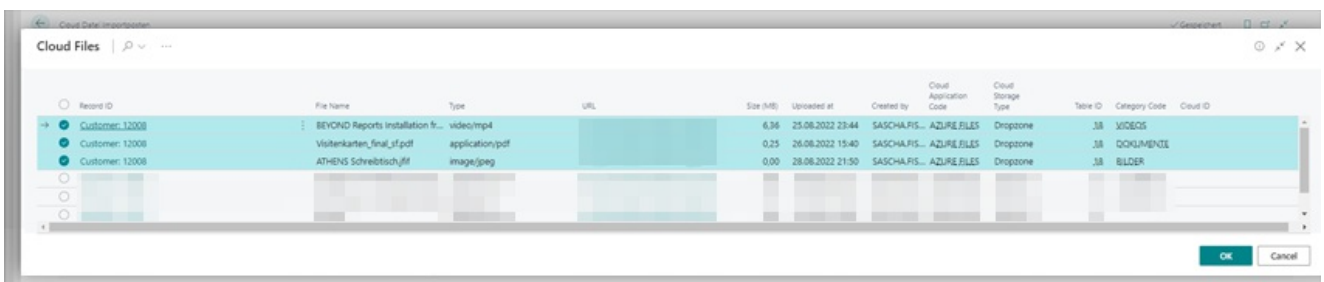 Cloud Datei Importposten
✓ Gespeichert
Cloud Files
Record ID File Name Type URL Size (MB) Uploaded at Created by Cloud Application Code Cloud Storage Type Table ID Category Code Cloud ID
Customer: 12008 BEYOND Reports Installation fr... video/mp4 6,36 25.08.2022 23:44 SASCHA.FIS... AZURE FILES Dropzone 18 VIDEOS
Customer: 12008 Visitenkarten_final_sf.pdf application/pdf 0,25 26.08.2022 15:40 SASCHA.FIS... AZURE FILES Dropzone 18 DOKUMENTE
Customer: 12008 ATHENS Schreibtisch.jfif image/jpeg 0,00 28.08.2022 21:50 SASCHA.FIS... AZURE FILES Dropzone 18 BILDER
OK Cancel